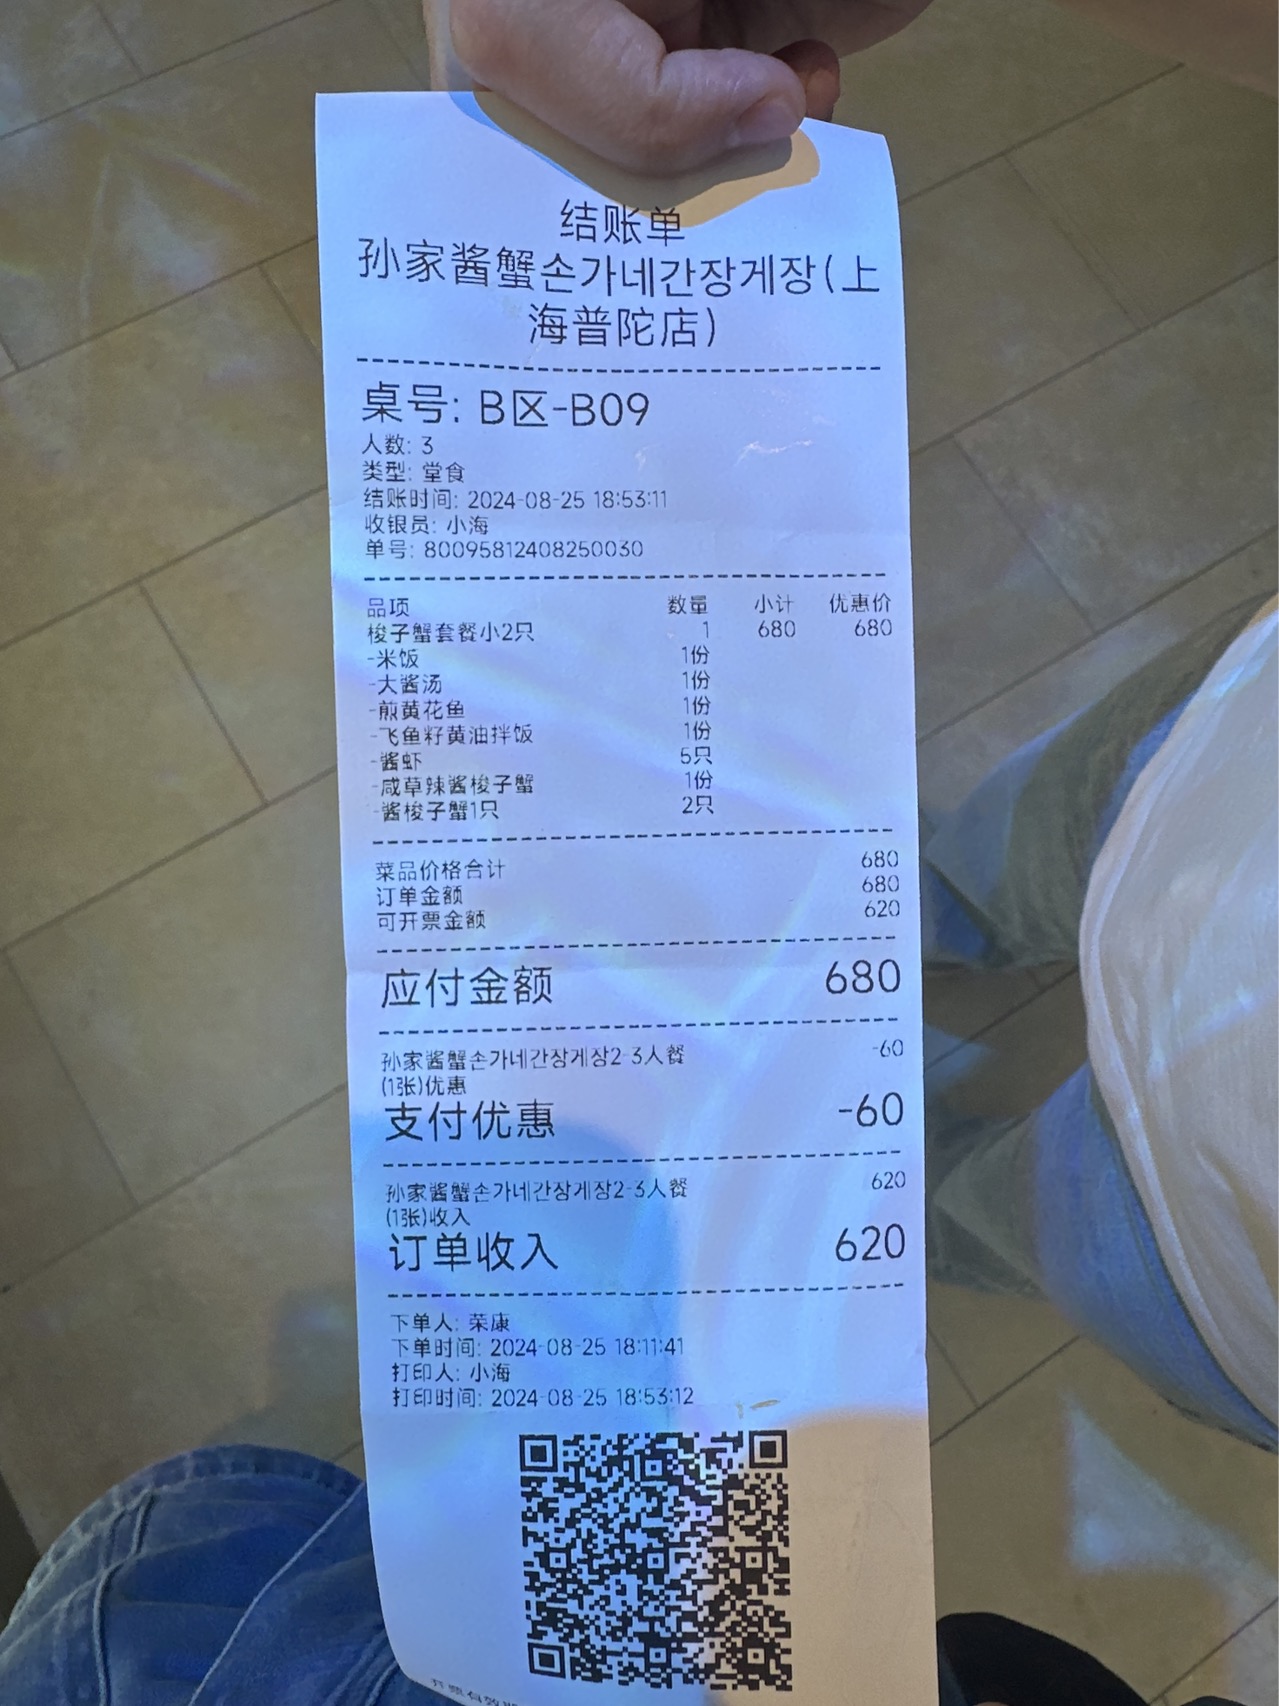 结账单
孙家酱蟹손가네간장게장(上
海普陀店)
桌号: B区-B09
人数: 3
类型: 堂食
结账时间: 2024-08-25 18:53:11
收银员: 小海
单号: 80095812408250030
品项 数量 小计 优惠价
梭子蟹套餐小2只 1 680 680
-米饭 1份
-大酱汤 1份
-煎黄花鱼 1份
-飞鱼籽黄油拌饭 1份
-酱虾 5只
-咸草辣酱梭子蟹 1份
-酱梭子蟹1只 2只
菜品价格合计 680
订单金额 680
可开票金额 620
应付金额 680
孙家酱蟹손가네간장게장2-3人餐 -60
(1张)优惠
支付优惠 -60
孙家酱蟹손가네간장게장2-3人餐 620
(1张)收入
订单收入 620
下单人: 荣康
下单时间: 2024-08-25 18:11:41
打印人: 小海
打印时间: 2024-08-25 18:53:12